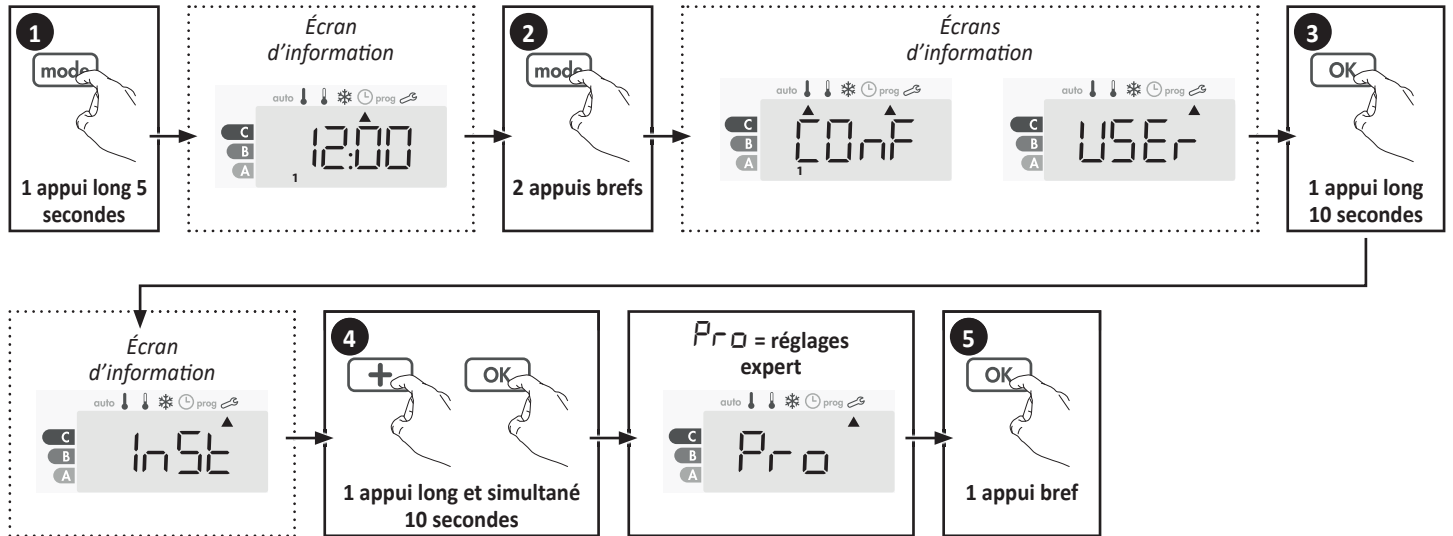 1
mode
1 appui long 5
secondes
Écran
d'information
auto prog
C
B
A
12:00
1
2
mode
2 appuis brefs
Écrans
d'information
auto prog
C
B
A
COnF
1
auto prog
C
B
A
USEr
3
OK
1 appui long
10 secondes
Écran
d'information
auto prog
C
B
A
InSt
4
+
OK
1 appui long et simultané
10 secondes
Pro = réglages
expert
auto prog
C
B
A
Pro
5
OK
1 appui bref